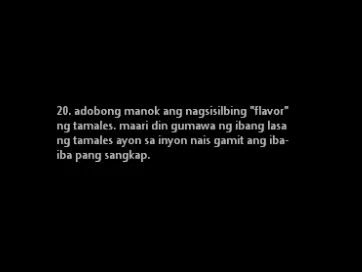 20. adobong manok ang nagsisilbing "flavor"
ng tamales. maari din gumawa ng ibang lasa
ng tamales ayon sa inyon nais gamit ang iba-
iba pang sangkap.